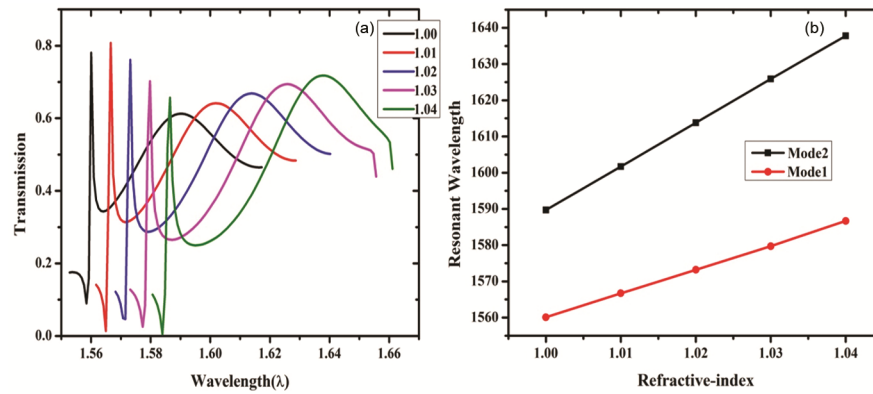 (a)
1.00
1.01
1.02
1.03
1.04
0.8
0.6
0.4
0.2
0.0
Transmission
1.56 1.58 1.60 1.62 1.64 1.66
Wavelength(λ)
(b)
1640
1630
1620
1610
1600
1590
1580
1570
1560
Resonant Wavelength
Mode2
Mode1
1.00 1.01 1.02 1.03 1.04
Refractive-index